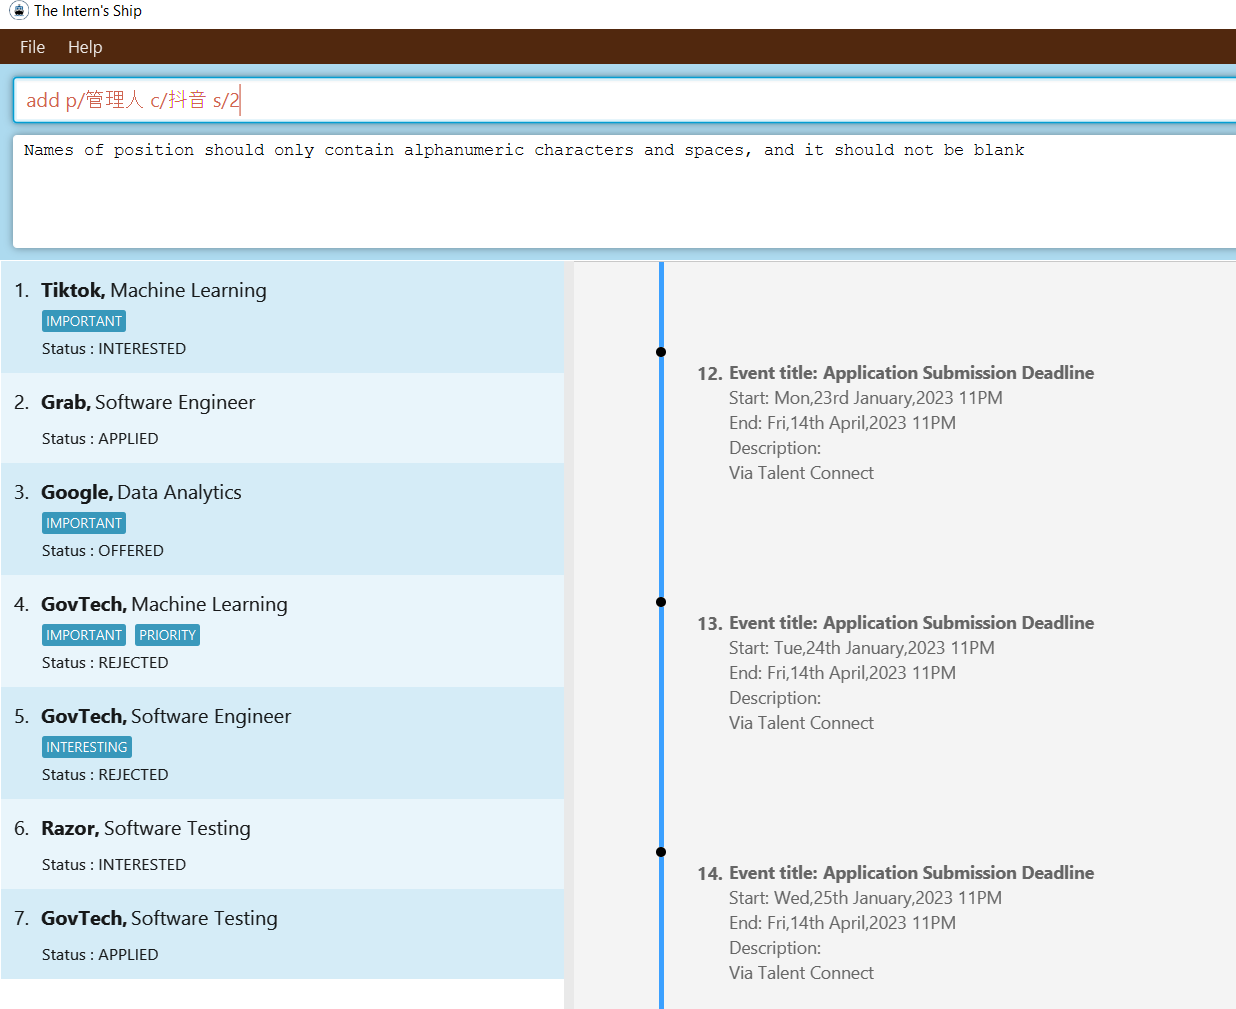 The Intern's Ship
File Help
add p/管理人 c/抖音 s/2
Names of position should only contain alphanumeric characters and spaces, and it should not be blank
1. Tiktok, Machine Learning
IMPORTANT
Status : INTERESTED
2. Grab, Software Engineer
Status : APPLIED
3. Google, Data Analytics
IMPORTANT
Status : OFFERED
4. GovTech, Machine Learning
IMPORTANT PRIORITY
Status : REJECTED
5. GovTech, Software Engineer
INTERESTING
Status : REJECTED
6. Razor, Software Testing
Status : INTERESTED
7. GovTech, Software Testing
Status : APPLIED
12. Event title: Application Submission Deadline
Start: Mon,23rd January,2023 11PM
End: Fri,14th April,2023 11PM
Description:
Via Talent Connect
13. Event title: Application Submission Deadline
Start: Tue,24th January,2023 11PM
End: Fri,14th April,2023 11PM
Description:
Via Talent Connect
14. Event title: Application Submission Deadline
Start: Wed,25th January,2023 11PM
End: Fri,14th April,2023 11PM
Description:
Via Talent Connect